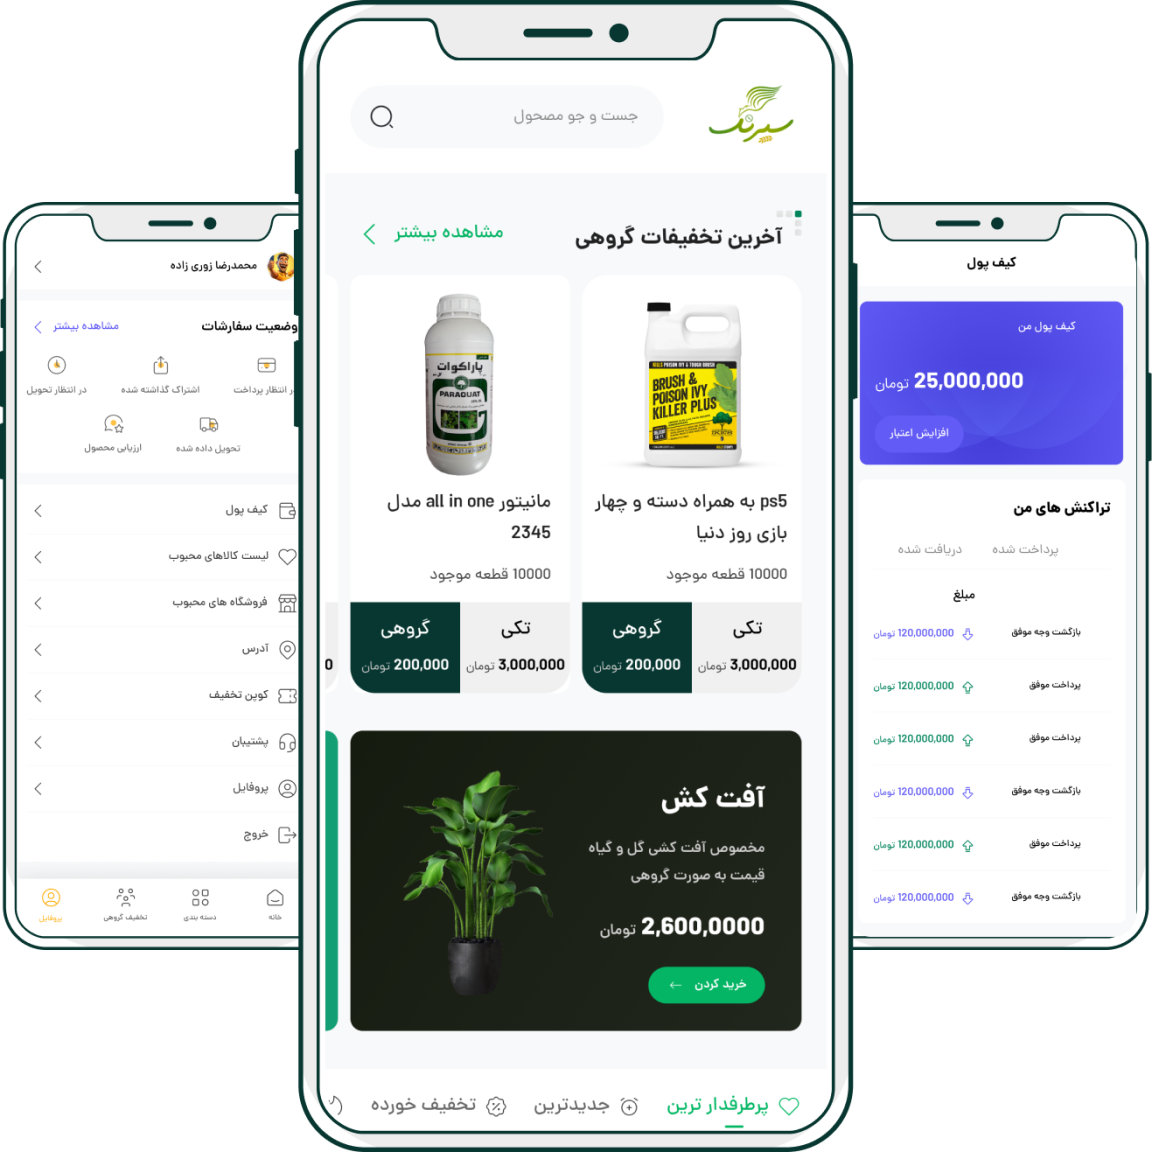 سیرنگ
جست و جو محصول
آخرین تخفیفات گروهی
مشاهده بیشتر
KILLS POISON IVY & TOUGH BRUSH
BRUSH &
POISON IVY
KILLER PLUS
پاراکوات
PARAQUAT
ps5 به همراه دسته و چهار
بازی روز دنیا
10000 قطعه موجود
تکی
3,000,000 تومان
گروهی
200,000 تومان
مانیتور all in one مدل
2345
10000 قطعه موجود
تکی
3,000,000 تومان
گروهی
200,000 تومان
0
آفت کش
مخصوص آفت کشی گل و گیاه
قیمت به صورت گروهی
2,600,0000 تومان
خرید کردن
پرطرفدار ترین
جدیدترین
تخفیف خورده
کیف پول
کیف پول من
25,000,000 تومان
افزایش اعتبار
تراکنش های من
پرداخت شده
دریافت شده
مبلغ
بازگشت وجه موفق
120,000,000 تومان
پرداخت موفق
120,000,000 تومان
پرداخت موفق
120,000,000 تومان
بازگشت وجه موفق
120,000,000 تومان
پرداخت موفق
120,000,000 تومان
بازگشت وجه موفق
120,000,000 تومان
محمدرضا زوری زاده
وضعیت سفارشات
مشاهده بیشتر
ر انتظار پرداخت
اشتراک گذاشته شده
در انتظار تحویل
تحویل داده شده
ارزیابی محصول
کیف پول
لیست کالاهای محبوب
فروشگاه های محبوب
آدرس
کوپن تخفیف
پشتیبان
پروفایل
خروج
خانه
دسته بندی
تخفیف گروهی
پروفایل